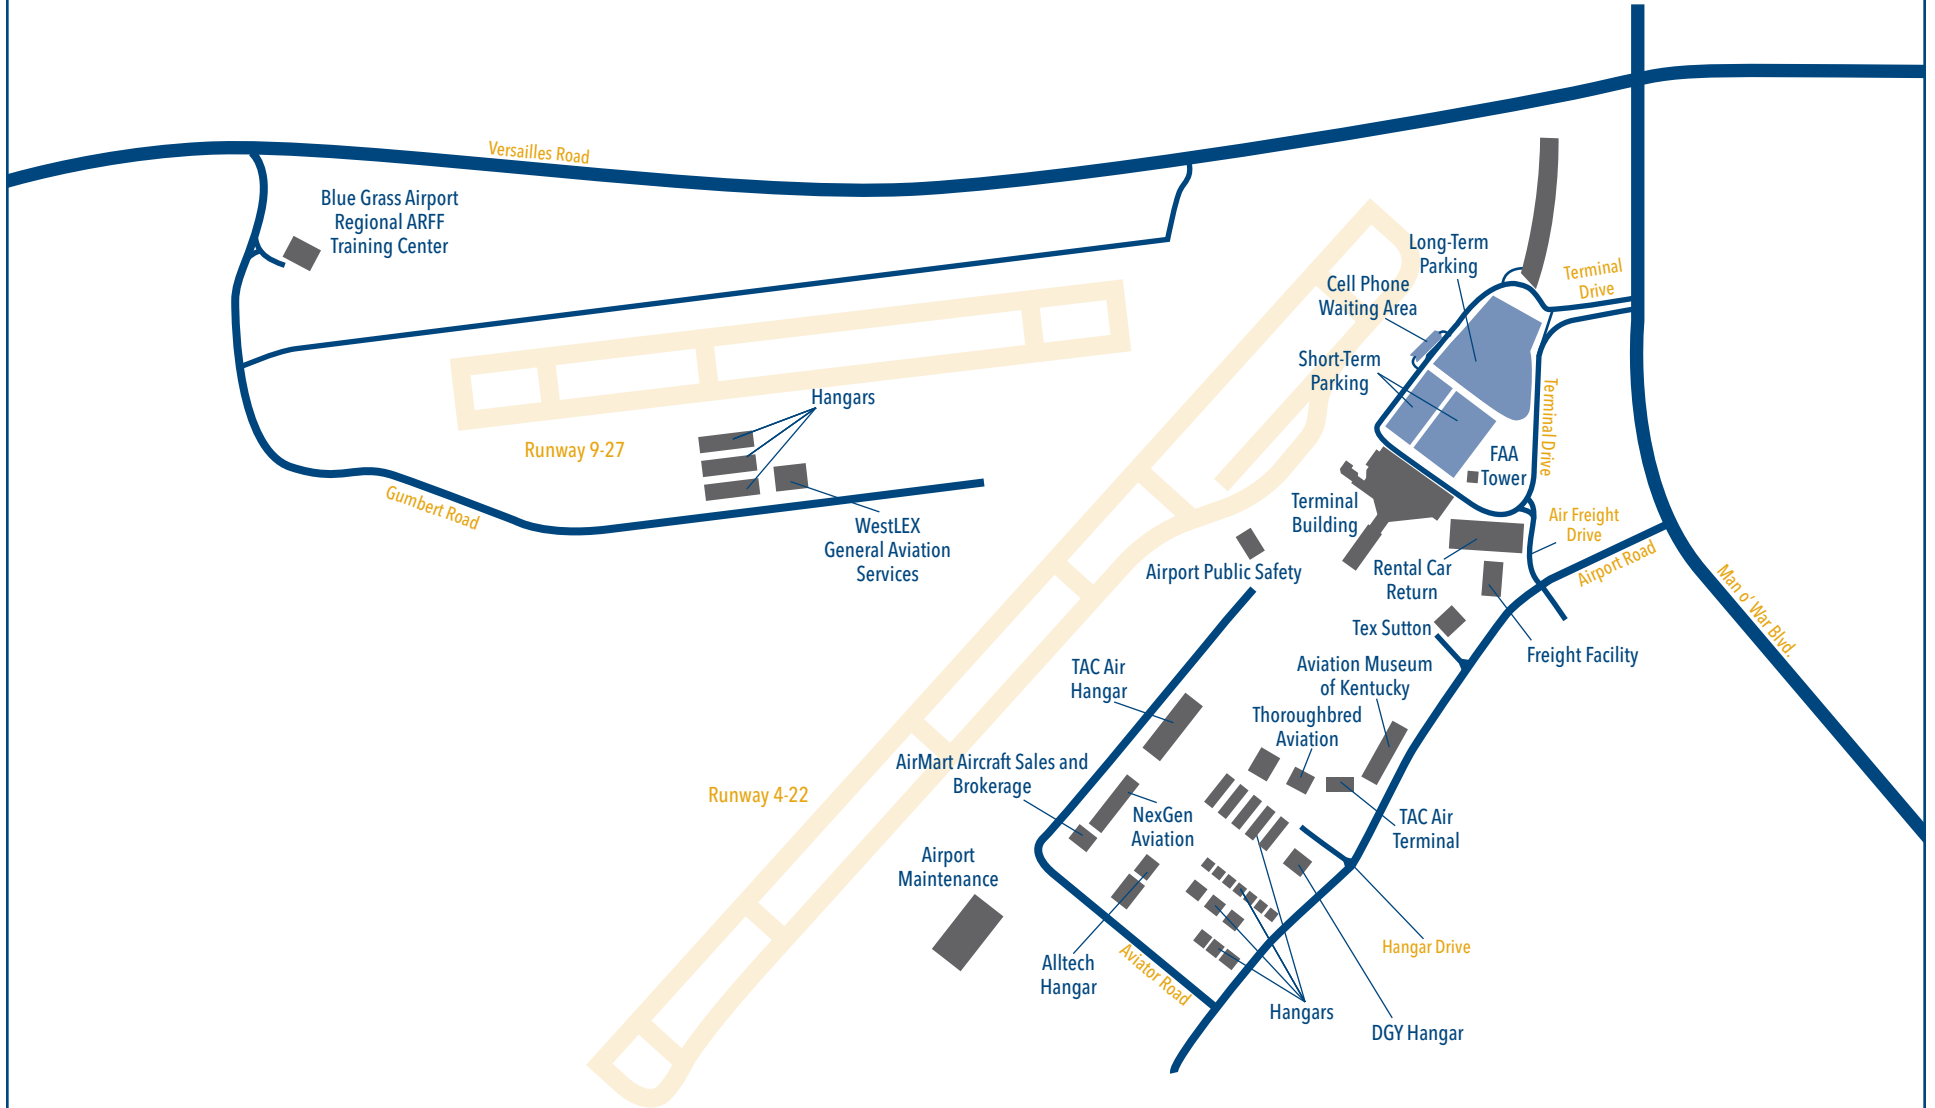 Versailles Road
Blue Grass Airport
Regional ARFF
Training Center
Long-Term
Parking
Terminal
Drive
Cell Phone
Waiting Area
Short-Term
Parking
Terminal Drive
Hangars
Runway 9-27
FAA
Tower
Gumbert Road
Terminal
Building
Air Freight
Drive
WestLEX
General Aviation
Services
Airport Public Safety
Rental Car
Return
Airport Road
Man o' War Blvd.
Tex Sutton
Freight Facility
TAC Air
Hangar
Aviation Museum
of Kentucky
Thoroughbred
Aviation
AirMart Aircraft Sales and
Brokerage
Runway 4-22
NexGen
Aviation
TAC Air
Terminal
Airport
Maintenance
Alltech
Hangar
Aviator Road
Hangar Drive
Hangars
DGY Hangar